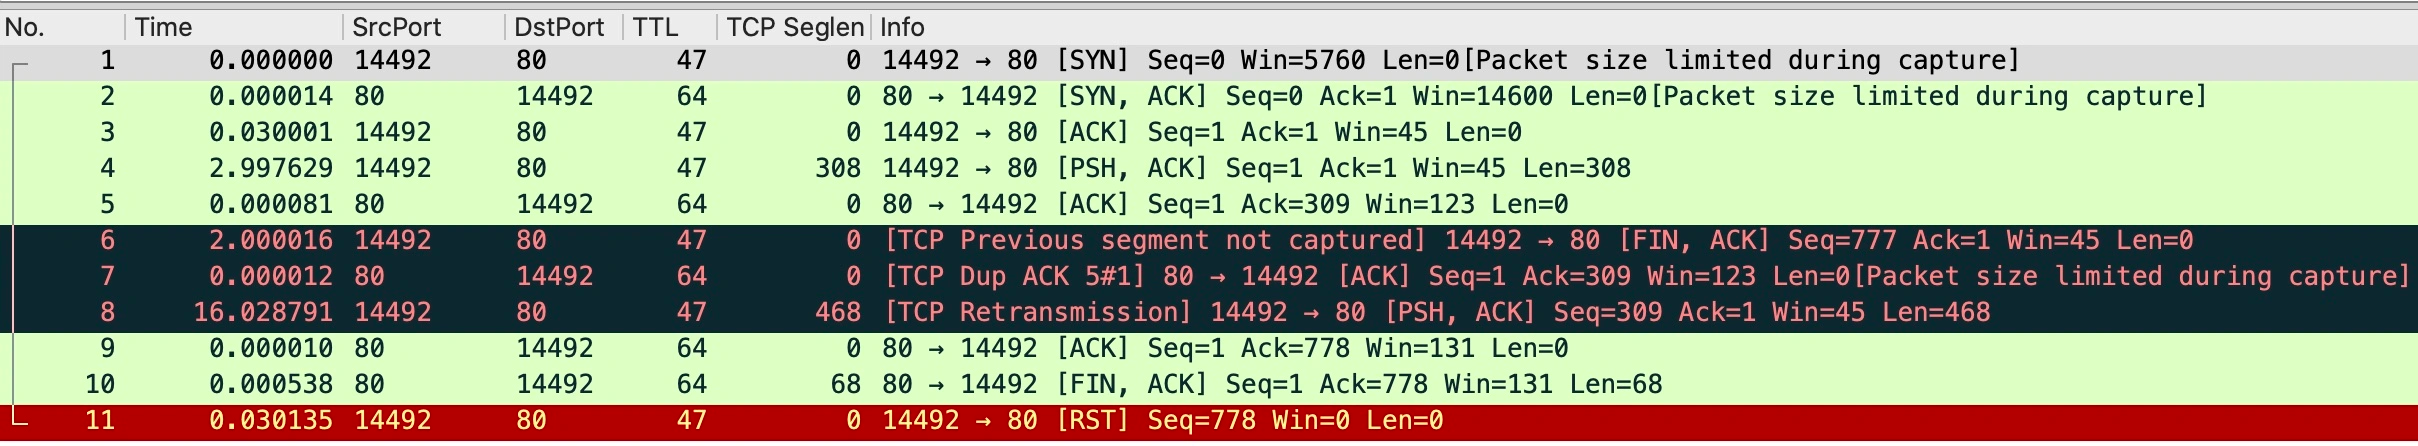 No. Time SrcPort DstPort TTL TCP Seglen Info
1 0.000000 14492 80 47 0 14492 → 80 [SYN] Seq=0 Win=5760 Len=0[Packet size limited during capture]
2 0.000014 80 14492 64 0 80 → 14492 [SYN, ACK] Seq=0 Ack=1 Win=14600 Len=0[Packet size limited during capture]
3 0.030001 14492 80 47 0 14492 → 80 [ACK] Seq=1 Ack=1 Win=45 Len=0
4 2.997629 14492 80 47 308 14492 → 80 [PSH, ACK] Seq=1 Ack=1 Win=45 Len=308
5 0.000081 80 14492 64 0 80 → 14492 [ACK] Seq=1 Ack=309 Win=123 Len=0
6 2.000016 14492 80 47 0 [TCP Previous segment not captured] 14492 → 80 [FIN, ACK] Seq=777 Ack=1 Win=45 Len=0
7 0.000012 80 14492 64 0 [TCP Dup ACK 5#1] 80 → 14492 [ACK] Seq=1 Ack=309 Win=123 Len=0[Packet size limited during capture]
8 16.028791 14492 80 47 468 [TCP Retransmission] 14492 → 80 [PSH, ACK] Seq=309 Ack=1 Win=45 Len=468
9 0.000010 80 14492 64 0 80 → 14492 [ACK] Seq=1 Ack=778 Win=131 Len=0
10 0.000538 80 14492 64 68 80 → 14492 [FIN, ACK] Seq=1 Ack=778 Win=131 Len=68
11 0.030135 14492 80 47 0 14492 → 80 [RST] Seq=778 Win=0 Len=0